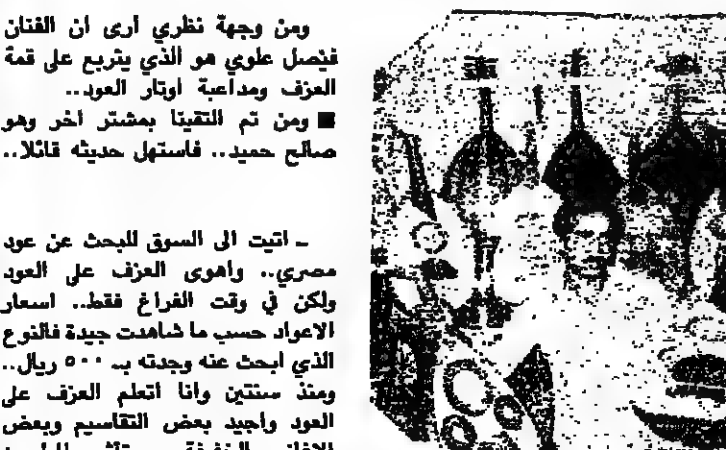 ومن وجهة نظري أرى أن الفنان
فيصل علوي هو الذي يتربع على قمة
العزف ومداعبة اوتار العود..
■ ومن ثم التقينا بمشتر آخر وهو
صالح حميد.. فاستهل حديثه قائلا..
ـ اتيت الى السوق للبحث عن عود
مصري.. واهوى العزف على العود
ولكن في وقت الفراغ فقط.. اسعار
الاعواد حسب ما شاهدت جيدة فالنوع
الذي ابحث عنه وجدته بـ ٥٠٠ ريال..
ومنذ سنتين وانا اتعلم العزف على
العود واجيد بعض التقاسيم وبعض